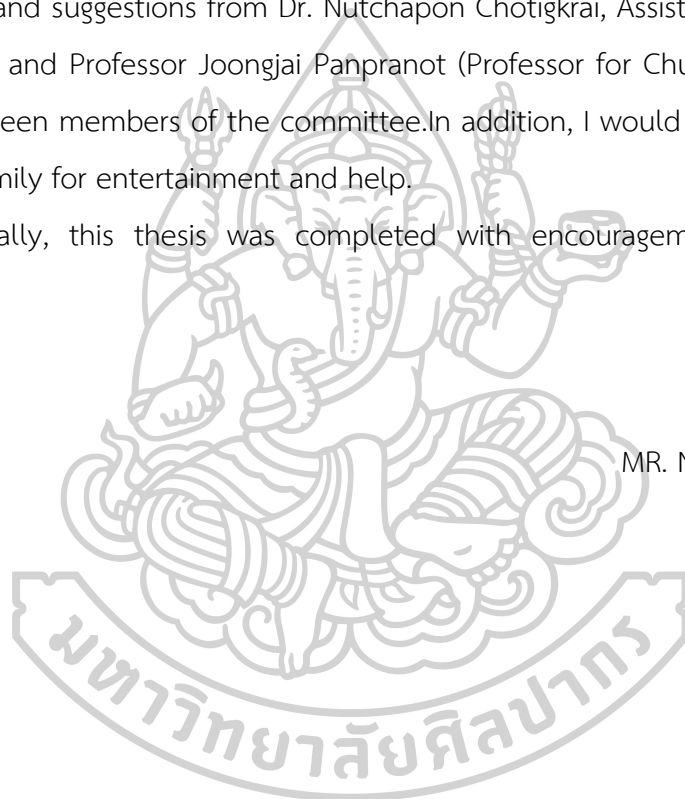 and suggestions from Dr. Nutchapon Chotigkrai, Assist
and Professor Joongjai Panpranot (Professor for Chu
een members of the committee.In addition, I would
mily for entertainment and help.
ally, this thesis was completed with encouragem
MR. N
มหาวิทยาลัยศิลปากร